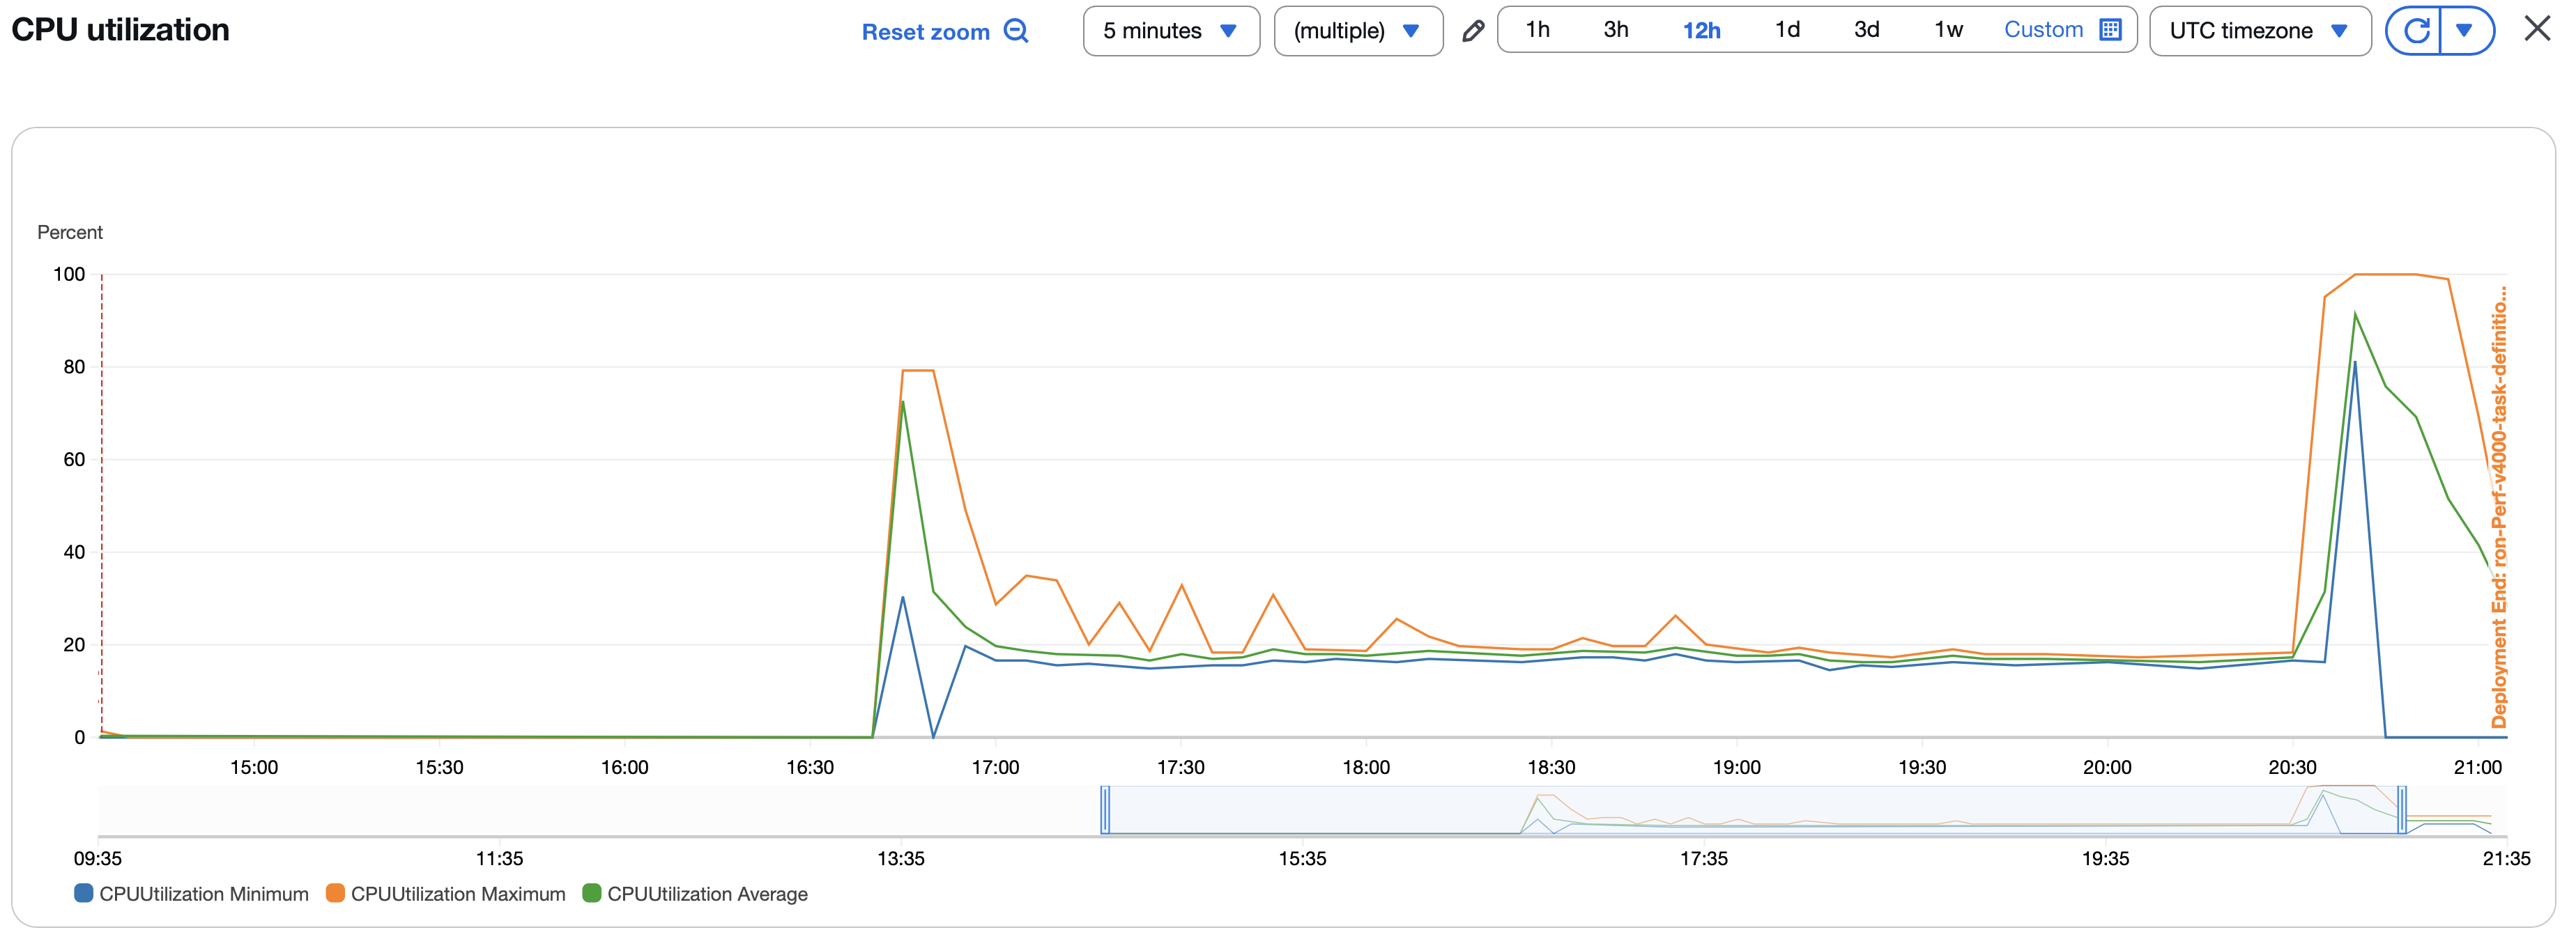 CPU utilization
Reset zoom
5 minutes
(multiple)
1h 3h 12h 1d 3d 1w Custom
UTC timezone
Percent
100
80
60
40
20
0
15:00 15:30 16:00 16:30 17:00 17:30 18:00 18:30 19:00 19:30 20:00 20:30 21:00
Deployment End: ron-Perf-v4000-task-definitio...
09:35 11:35 13:35 15:35 17:35 19:35 21:35
CPUUtilization Minimum CPUUtilization Maximum CPUUtilization Average